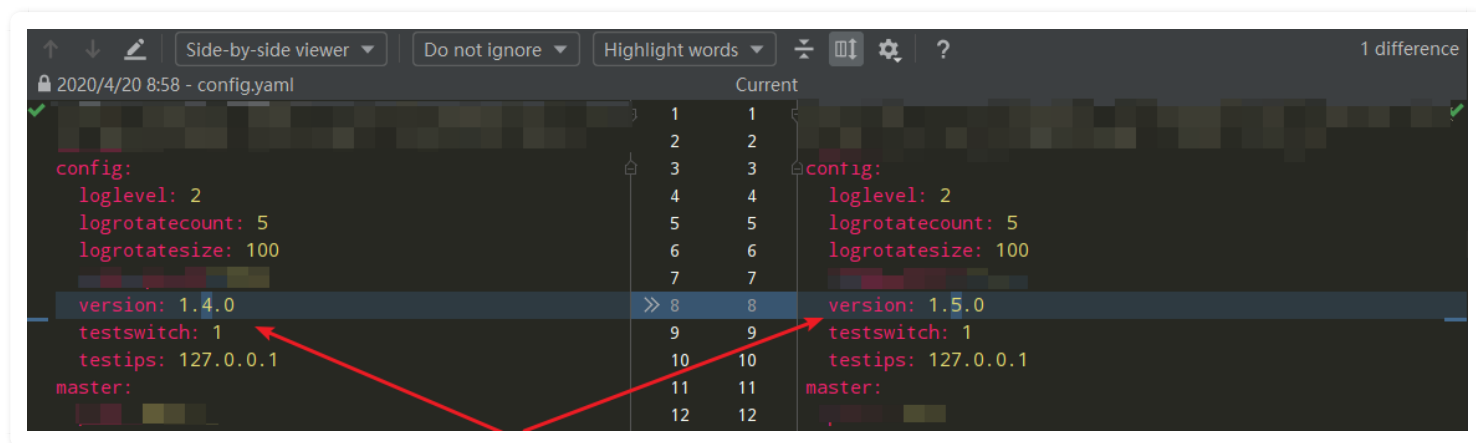 Side-by-side viewer Do not ignore Highlight words ? 1 difference
2020/4/20 8:58 - config.yaml Current
1 1
2 2
config: 3 3 config:
loglevel: 2 4 4 loglevel: 2
logrotatecount: 5 5 5 logrotatecount: 5
logrotatesize: 100 6 6 logrotatesize: 100
7 7
version: 1.4.0 8 8 version: 1.5.0
testswitch: 1 9 9 testswitch: 1
testips: 127.0.0.1 10 10 testips: 127.0.0.1
master: 11 11 master:
12 12